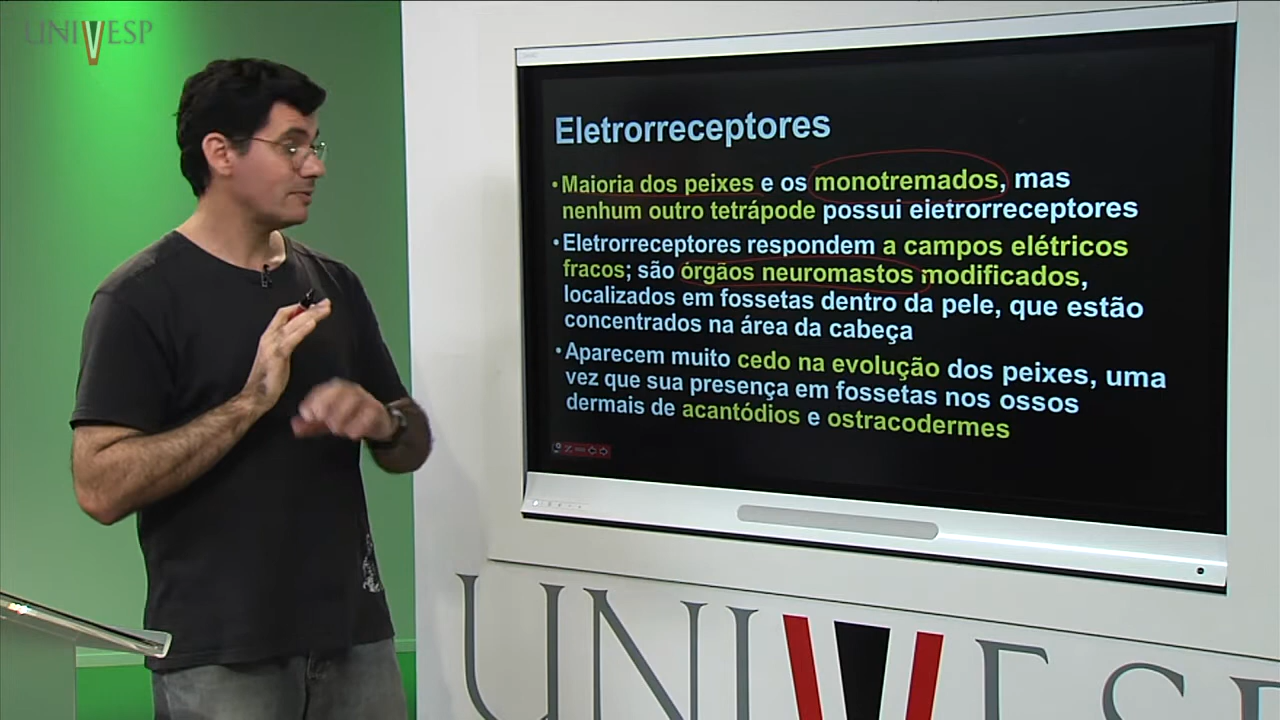 UNIVESP
Eletrorreceptores
• Maioria dos peixes e os monotremados, mas
nenhum outro tetrápode possui eletrorreceptores
• Eletrorreceptores respondem a campos elétricos
fracos; são órgãos neuromastos modificados,
localizados em fossetas dentro da pele, que estão
concentrados na área da cabeça
• Aparecem muito cedo na evolução dos peixes, uma
vez que sua presença em fossetas nos ossos
dermais de acantódios e ostracodermes
UNIVESP